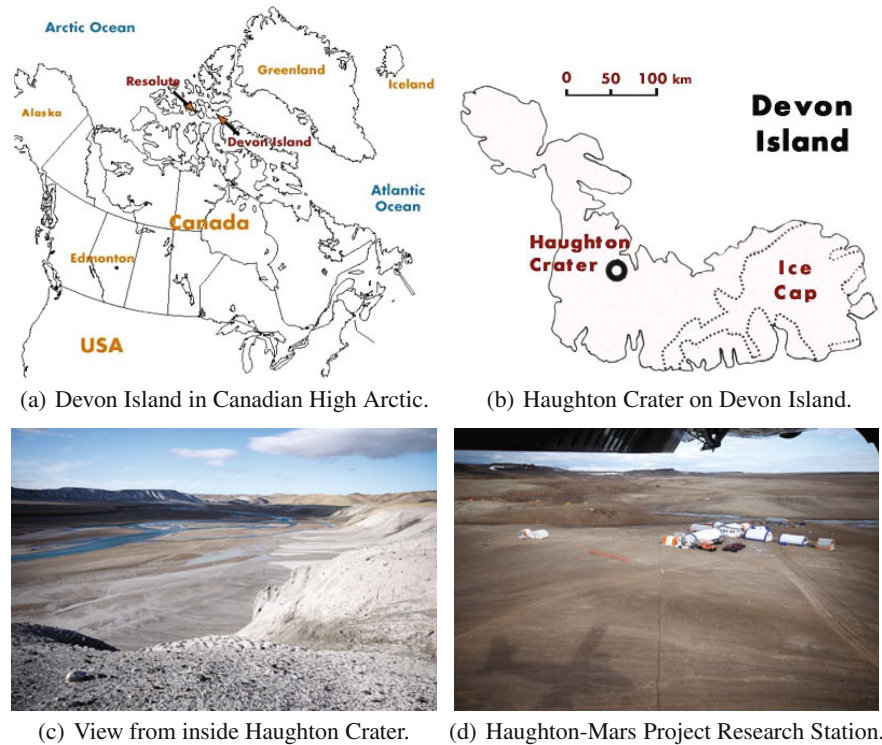 Arctic Ocean
Resolute
Greenland
Iceland
Alaska
Devon Island
Atlantic
Ocean
Canada
Edmonton
USA
0 50 100 km
Devon
Island
Haughton
Crater
Ice
Cap
(a) Devon Island in Canadian High Arctic.
(b) Haughton Crater on Devon Island.
(c) View from inside Haughton Crater.
(d) Haughton-Mars Project Research Station.